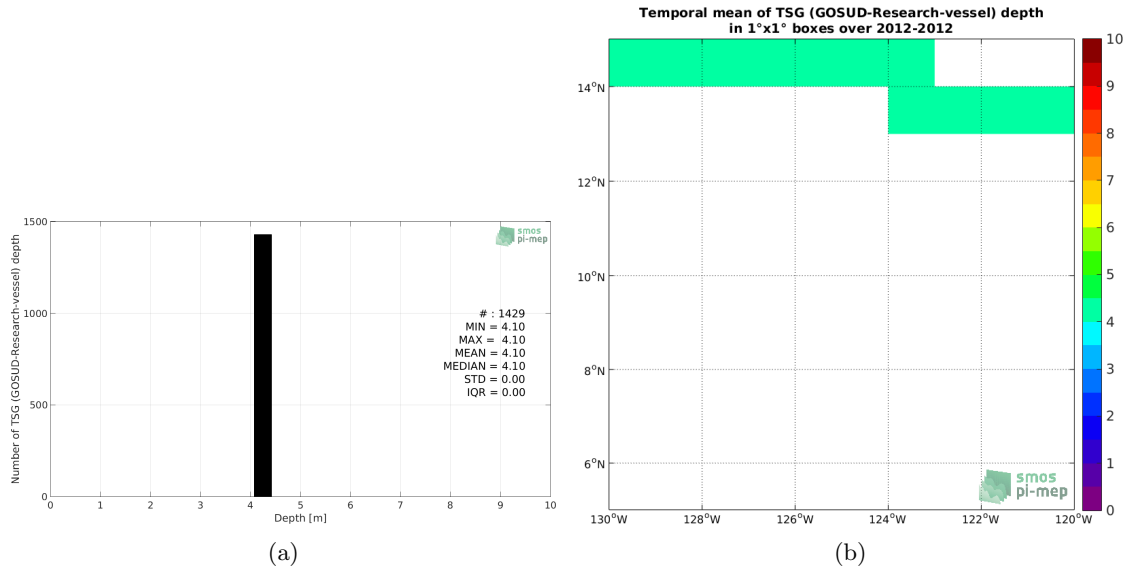 1500
1000
500
0
Number of TSG (GOSUD-Research-vessel) depth
smos
pi-mep
# : 1429
MIN = 4.10
MAX =  4.10
MEAN = 4.10
MEDIAN = 4.10
STD = 0.00
IQR = 0.00
0 1 2 3 4 5 6 7 8 9 10
Depth [m]
(a)
Temporal mean of TSG (GOSUD-Research-vessel) depth
in 1°x1° boxes over 2012-2012
14°N
12°N
10°N
8°N
6°N
130°W 128°W 126°W 124°W 122°W 120°W
smos
pi-mep
10
9
8
7
6
5
4
3
2
1
0
(b)